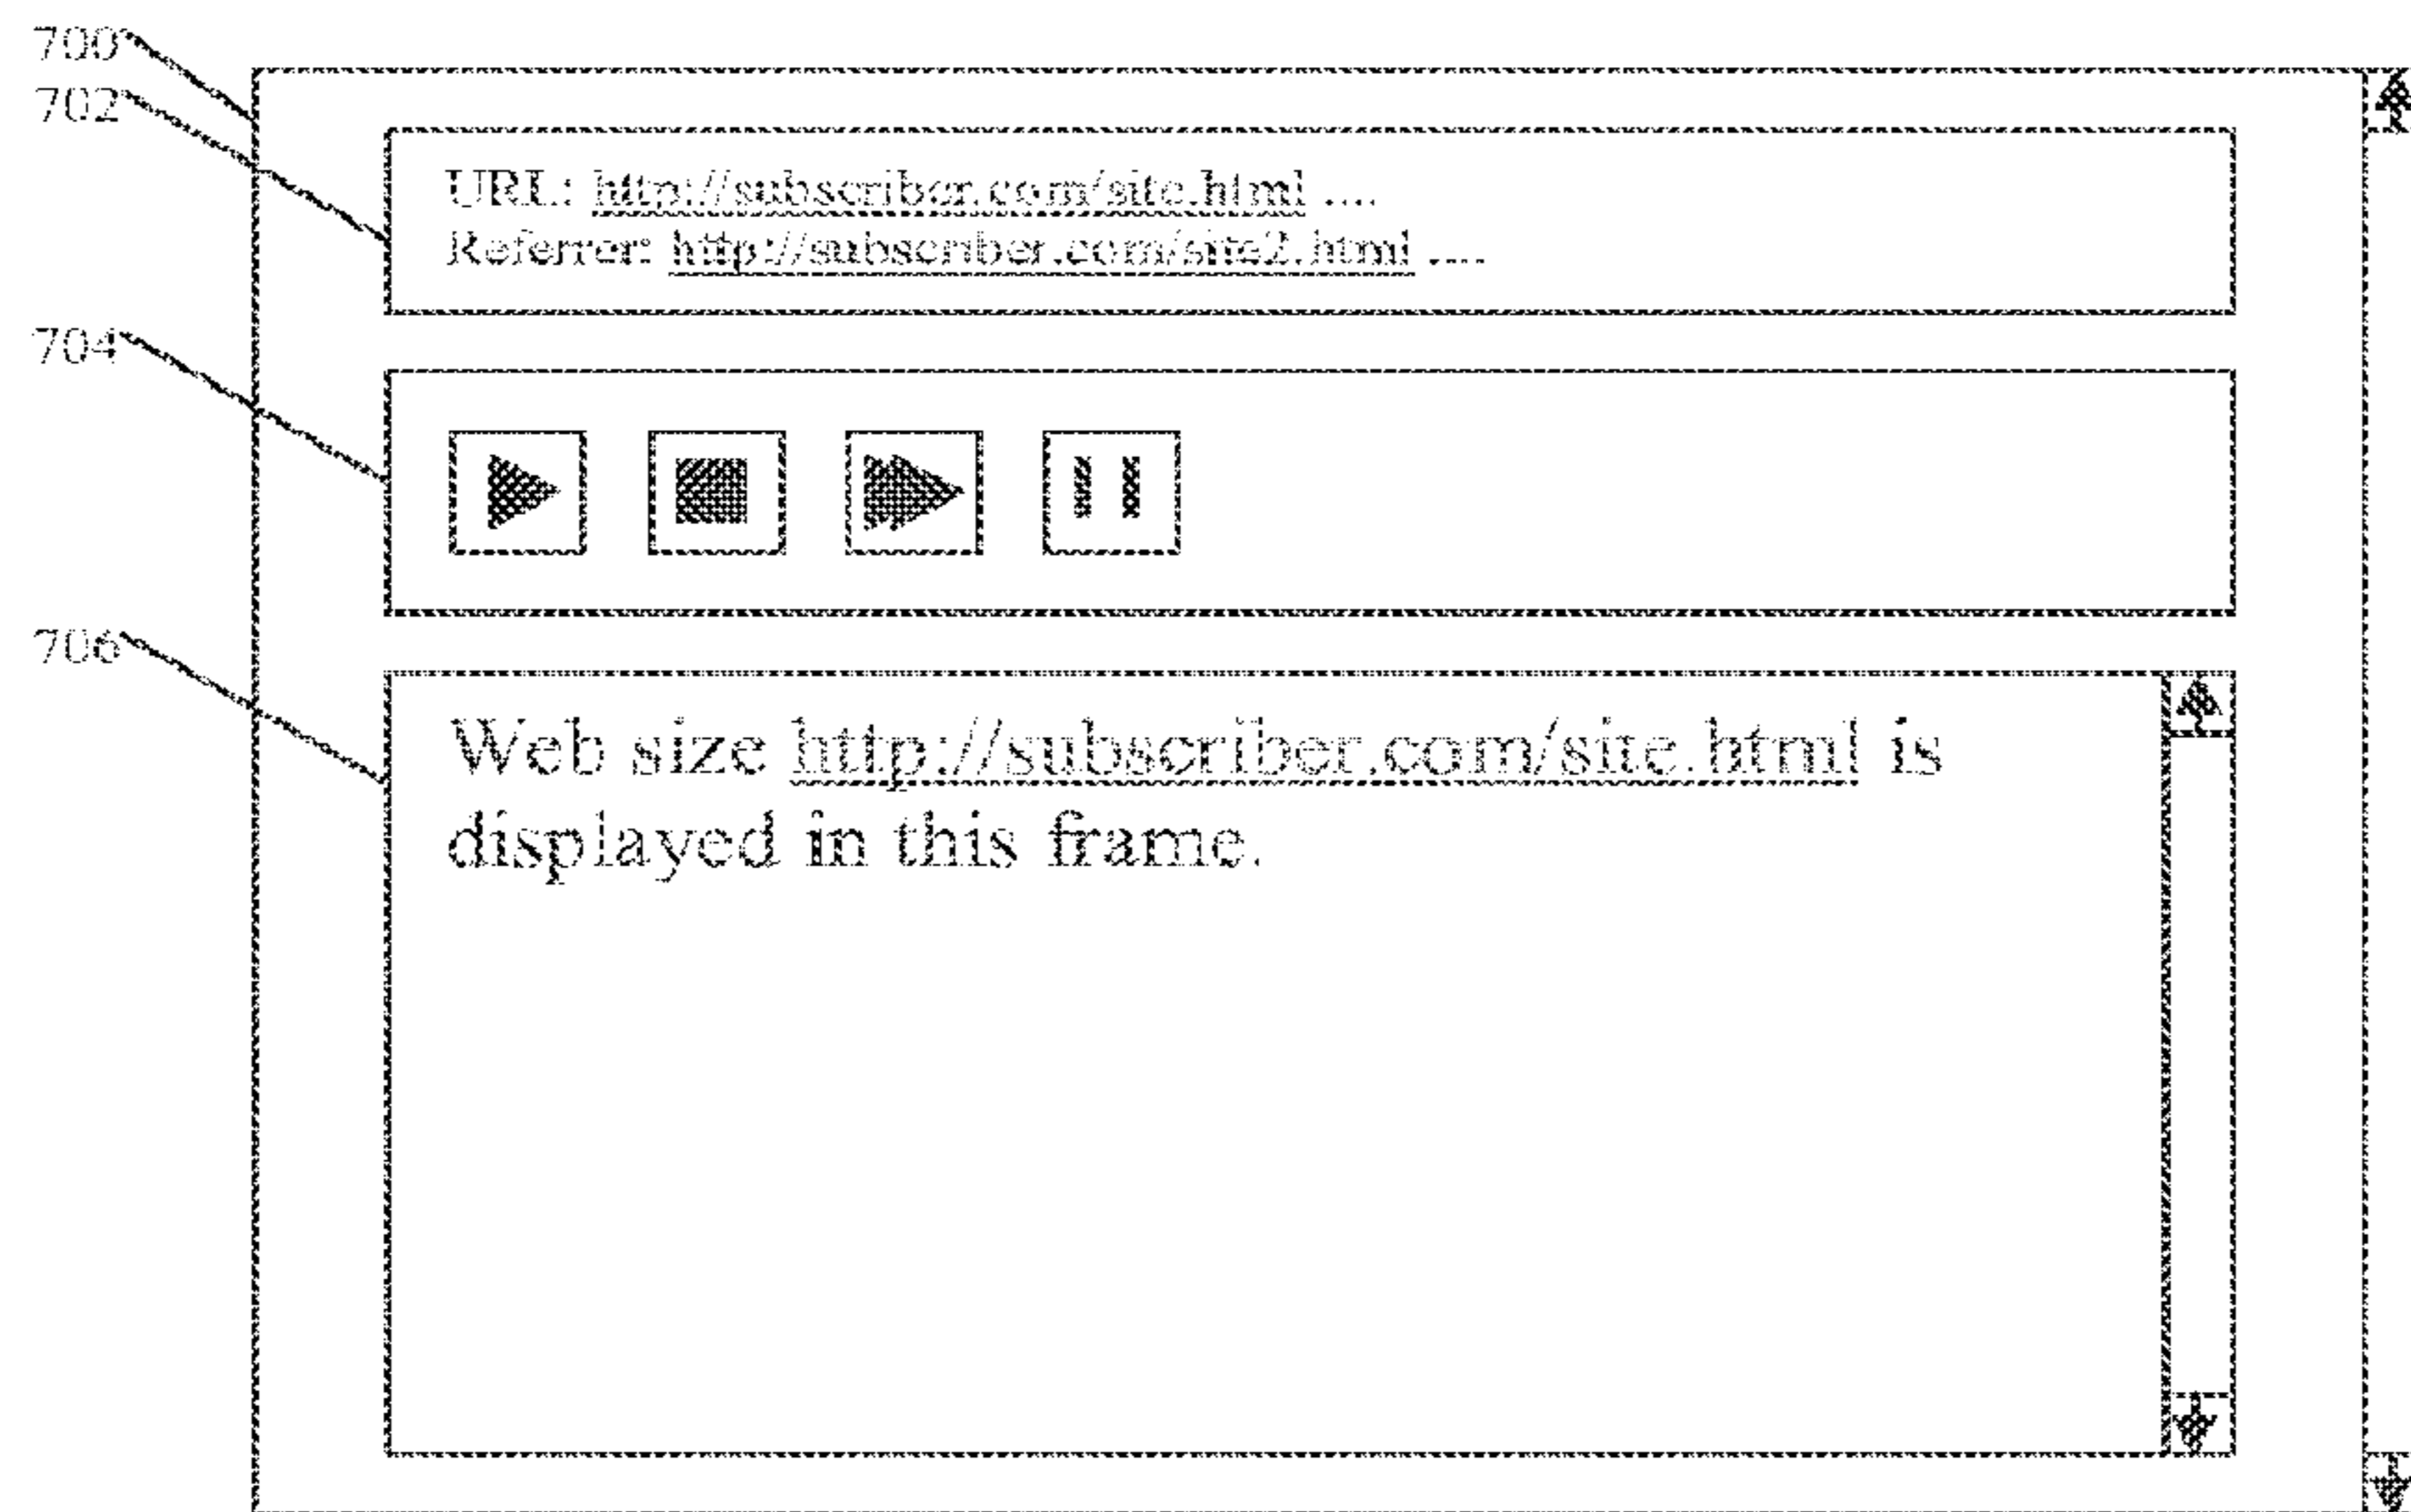 700
702
URL: http://subscriber.com/site.html ....
Referrer: http://subscriber.com/site2.html ....
704
706
Web size http://subscriber.com/site.html is
displayed in this frame.